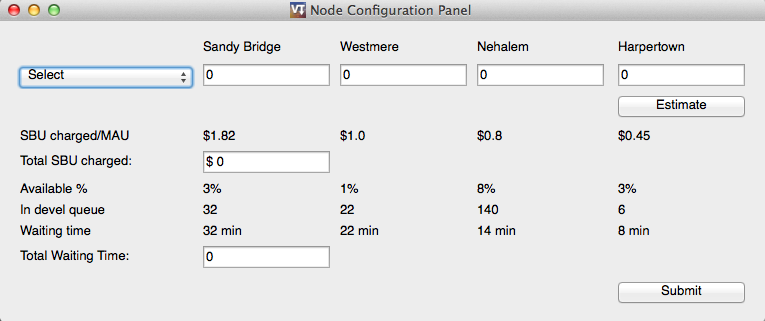 VT Node Configuration Panel
Sandy Bridge Westmere Nehalem Harpertown
Select 0 0 0 0
Estimate
SBU charged/MAU $1.82 $1.0 $0.8 $0.45
Total SBU charged: $ 0
Available % 3% 1% 8% 3%
In devel queue 32 22 140 6
Waiting time 32 min 22 min 14 min 8 min
Total Waiting Time: 0
Submit